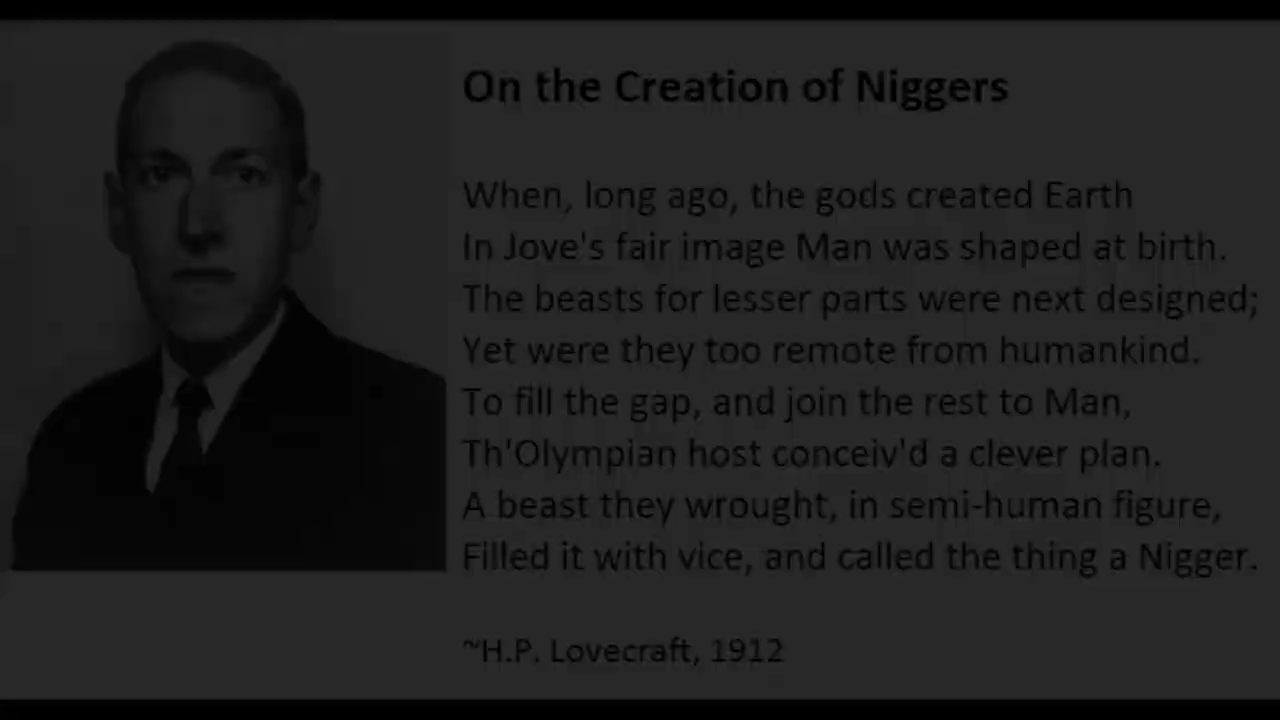 On the Creation of Niggers
When, long ago, the gods created Earth
In Jove's fair image Man was shaped at birth.
The beasts for lesser parts were next designed;
Yet were they too remote from humankind.
To fill the gap, and join the rest to Man,
Th'Olympian host conceiv'd a clever plan.
A beast they wrought, in semi-human figure,
Filled it with vice, and called the thing a Nigger.
~H.P. Lovecraft, 1912